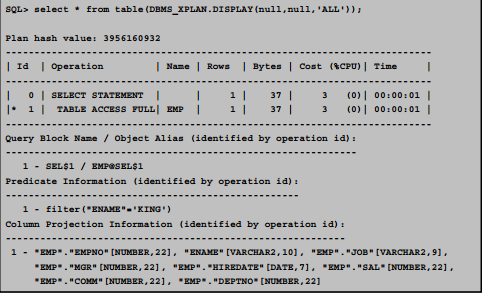 SQL> select * from table(DBMS_XPLAN.DISPLAY(null,null,'ALL'));
Plan hash value: 3956160932
--------------------------------------------------------------------------
| Id | Operation | Name | Rows | Bytes | Cost (%CPU)| Time |
--------------------------------------------------------------------------
| 0 | SELECT STATEMENT | | 1 | 37 | 3 (0)| 00:00:01 |
|* 1 | TABLE ACCESS FULL| EMP | 1 | 37 | 3 (0)| 00:00:01 |
--------------------------------------------------------------------------
Query Block Name / Object Alias (identified by operation id):
-------------------------------------------------------------
1 - SEL$1 / EMP@SEL$1
Predicate Information (identified by operation id):
---------------------------------------------------
1 - filter("ENAME"='KING')
Column Projection Information (identified by operation id):
-----------------------------------------------------------
1 - "EMP"."EMPNO"[NUMBER,22], "ENAME"[VARCHAR2,10], "EMP"."JOB"[VARCHAR2,9],
"EMP"."MGR"[NUMBER,22], "EMP"."HIREDATE"[DATE,7], "EMP"."SAL"[NUMBER,22],
"EMP"."COMM"[NUMBER,22], "EMP"."DEPTNO"[NUMBER,22]